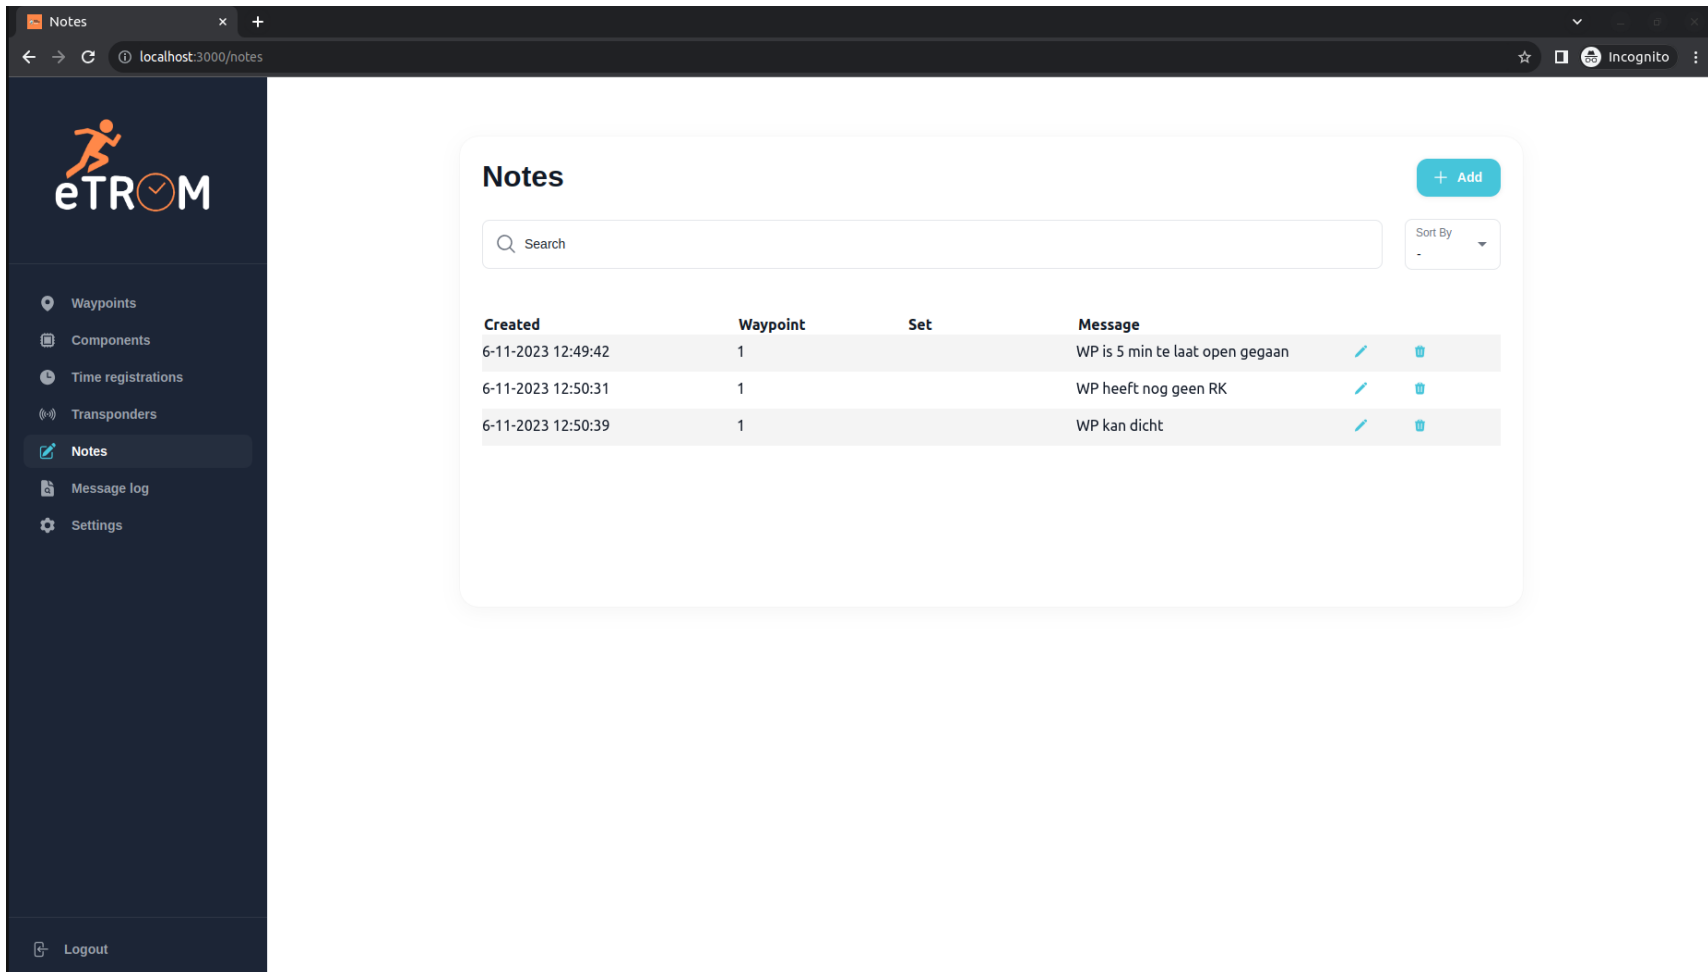 Notes
localhost:3000/notes
Incognito
eTROM
Waypoints
Components
Time registrations
Transponders
Notes
Message log
Settings
Logout
Notes
Add
Search
Sort By
-
Created Waypoint Set Message
6-11-2023 12:49:42 1 WP is 5 min te laat open gegaan
6-11-2023 12:50:31 1 WP heeft nog geen RK
6-11-2023 12:50:39 1 WP kan dicht